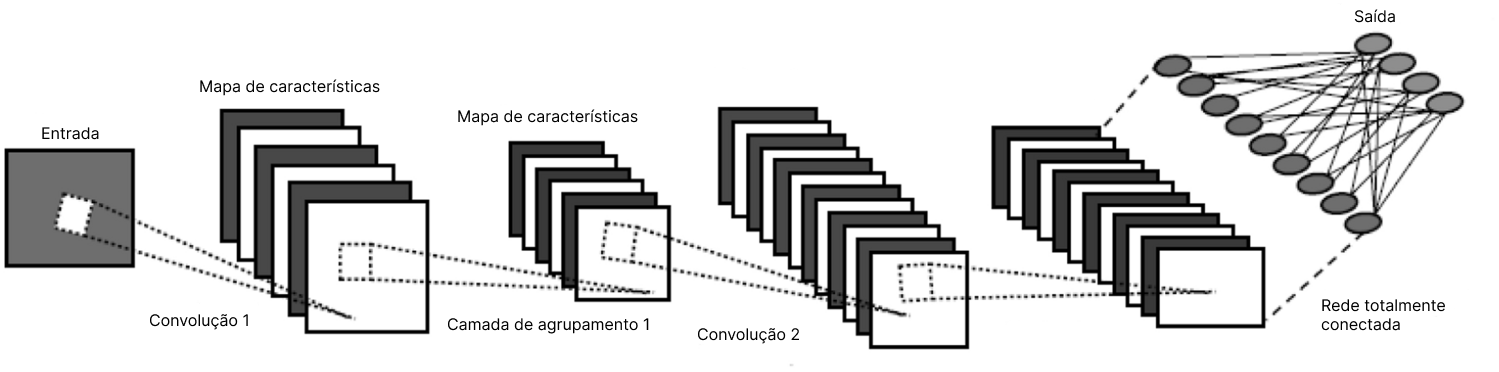 Entrada
Mapa de características
Convolução 1
Mapa de características
Camada de agrupamento 1
Convolução 2
Saída
Rede totalmente
conectada